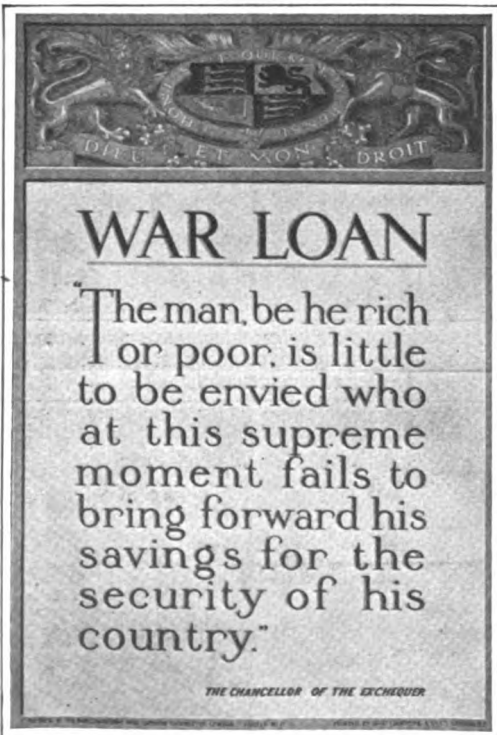 DIEU ET MON DROIT
WAR LOAN
"The man, be he rich
or poor, is little
to be envied who
at this supreme
moment fails to
bring forward his
savings for the
security of his
country."
THE CHANCELLOR OF THE EXCHEQUER